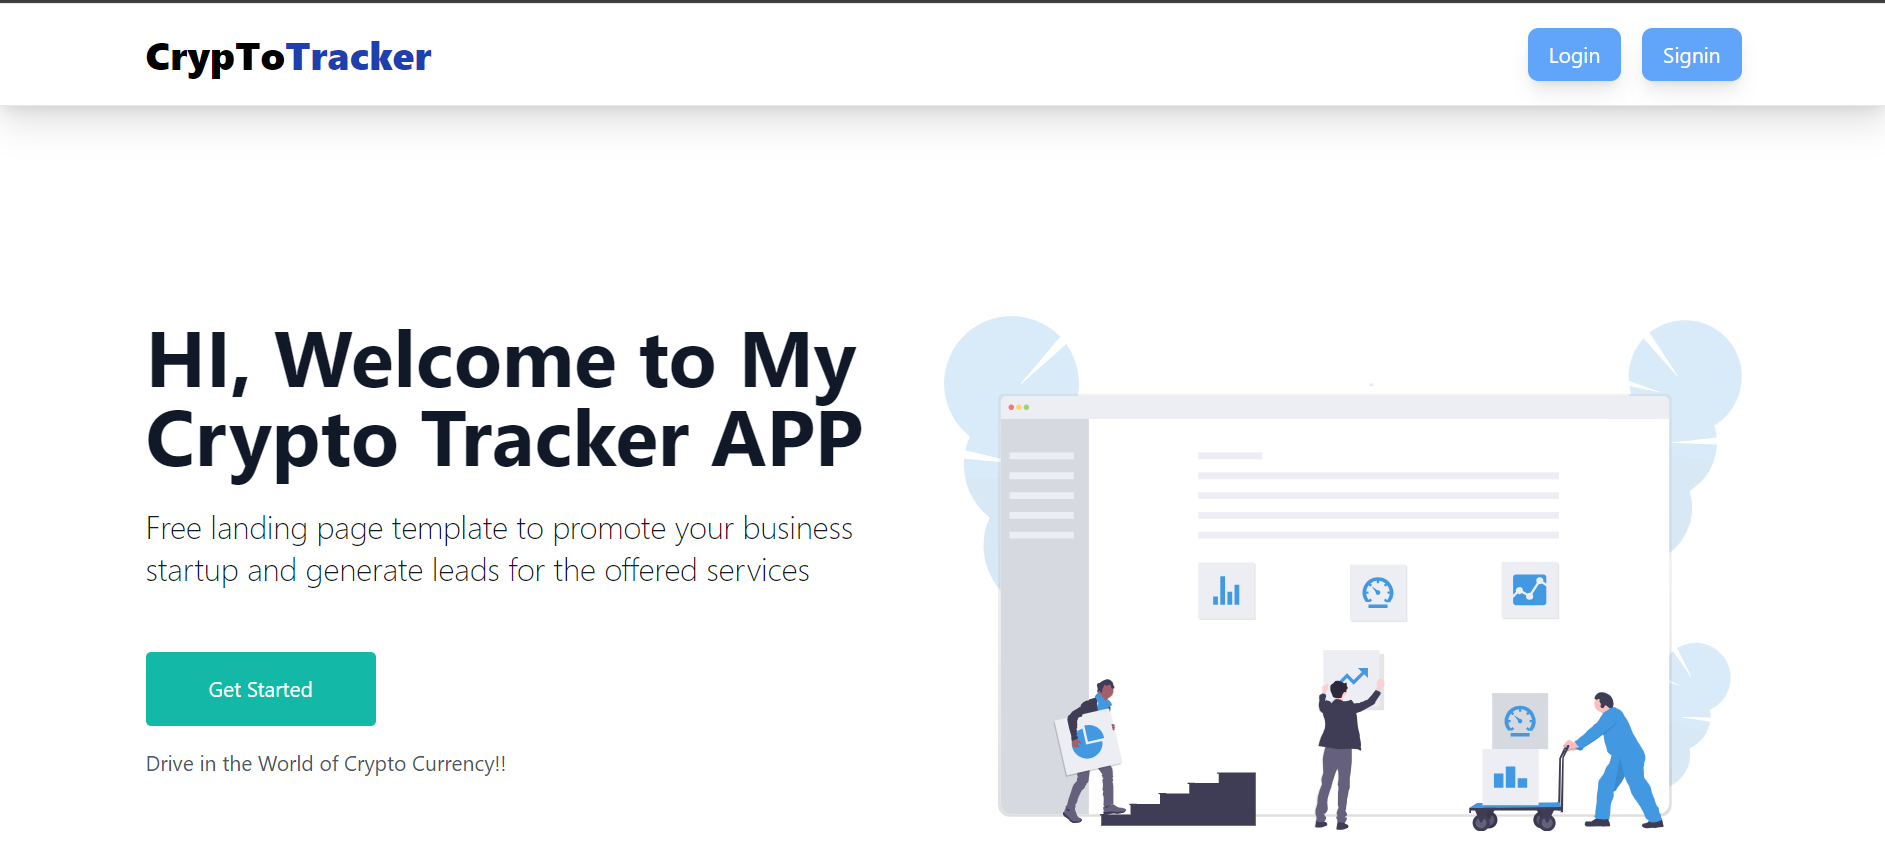 CrypToTracker
Login
Signin
HI, Welcome to My
Crypto Tracker APP
Free landing page template to promote your business
startup and generate leads for the offered services
Get Started
Drive in the World of Crypto Currency!!